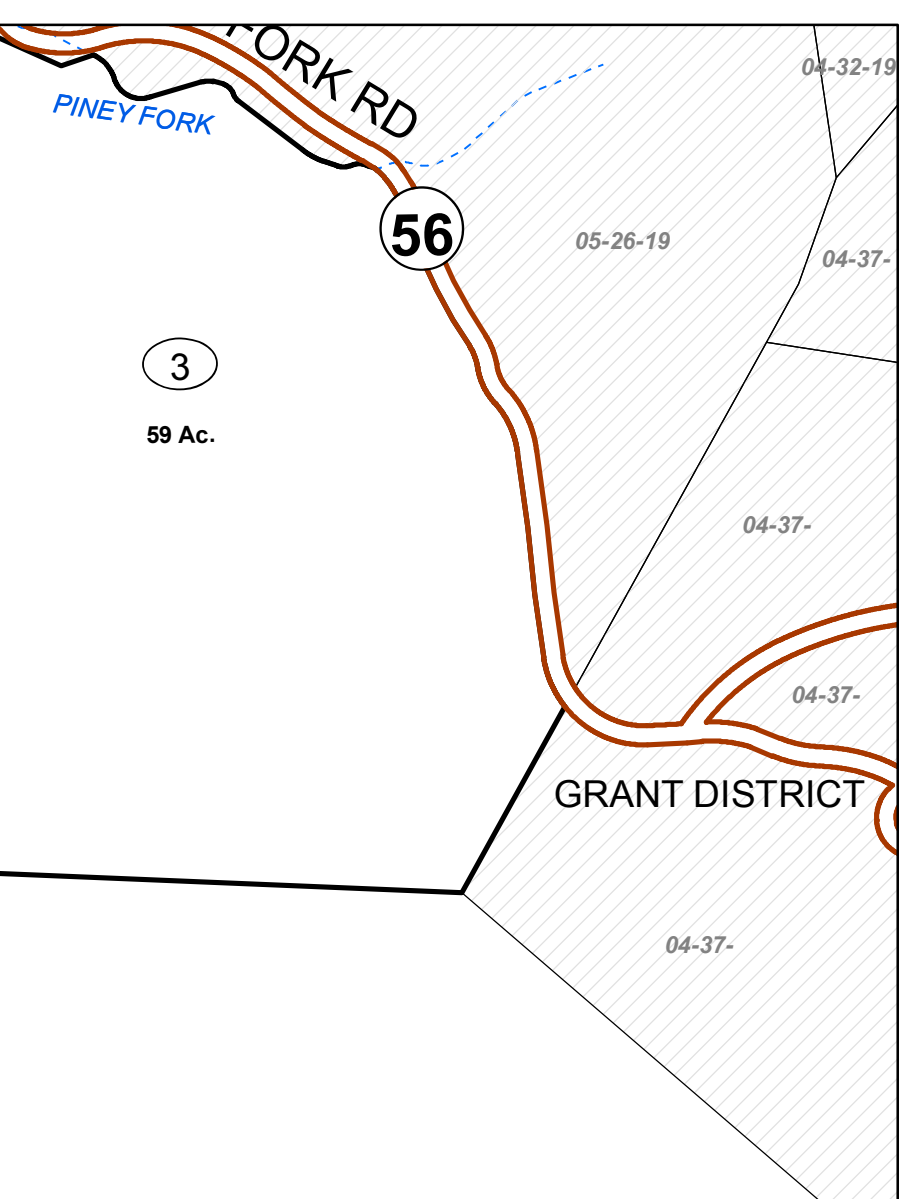 FORK RD
04-32-19
PINEY FORK
56
05-26-19
04-37-
3
59 Ac.
04-37-
04-37-
GRANT DISTRICT
04-37-